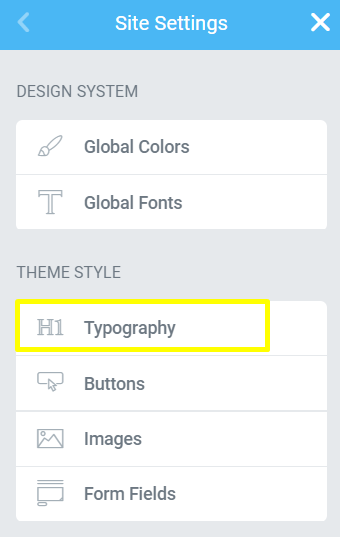 Site Settings
DESIGN SYSTEM
Global Colors
Global Fonts
THEME STYLE
H1 Typography
Buttons
Images
Form Fields